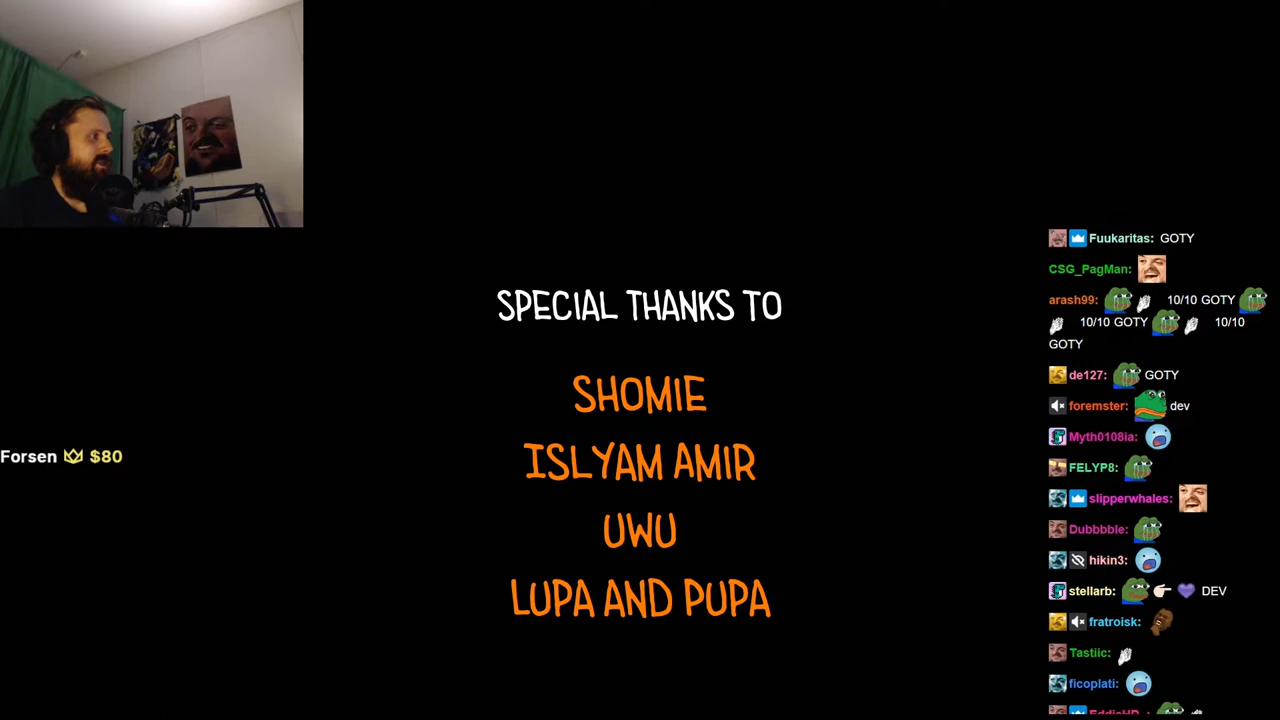 SPECIAL THANKS TO
SHOMIE
ISLYAM AMIR
UWU
LUPA AND PUPA
Forsen $80
Fuukaritas: GOTY
CSG_PagMan:
arash99: 10/10 GOTY
10/10 GOTY 10/10
GOTY
de127: GOTY
foremster: dev
Myth0108ia:
FELYP8:
slipperwhales:
Dubbbble:
hikin3:
stellarb: DEV
fratroisk:
Tastiic:
ficoplati:
EddieHD_: